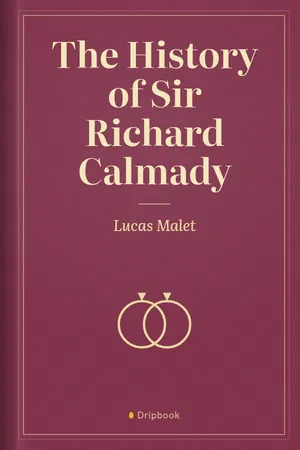 The History
of Sir
Richard
Calmady
Lucas Malet
Dripbook